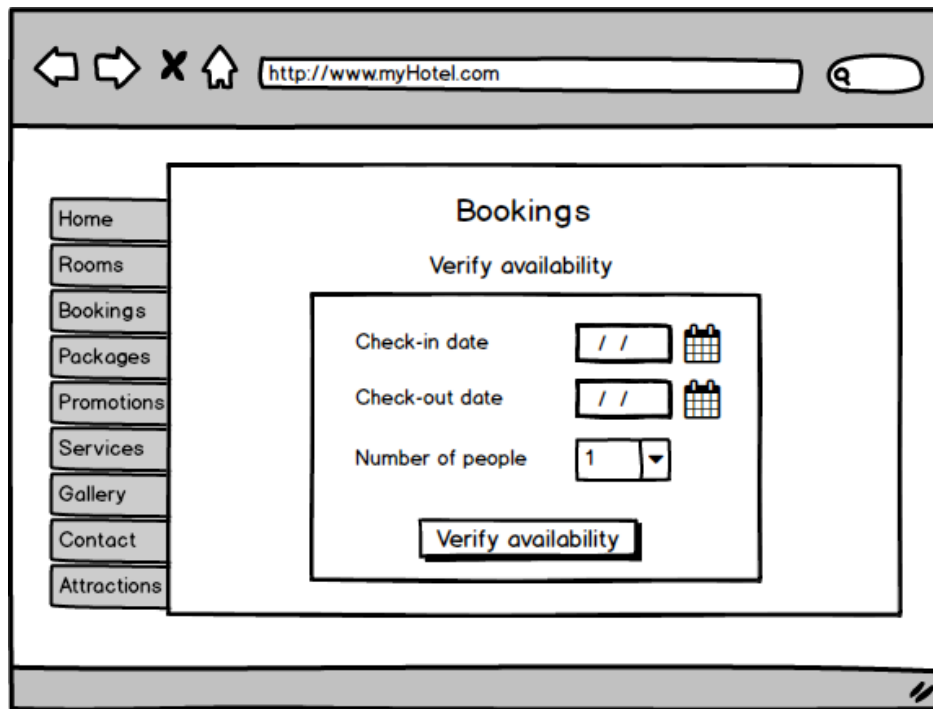 http://www.myHotel.com
Home
Rooms
Bookings
Packages
Promotions
Services
Gallery
Contact
Attractions
Bookings
Verify availability
Check-in date / /
Check-out date / /
Number of people 1
Verify availability